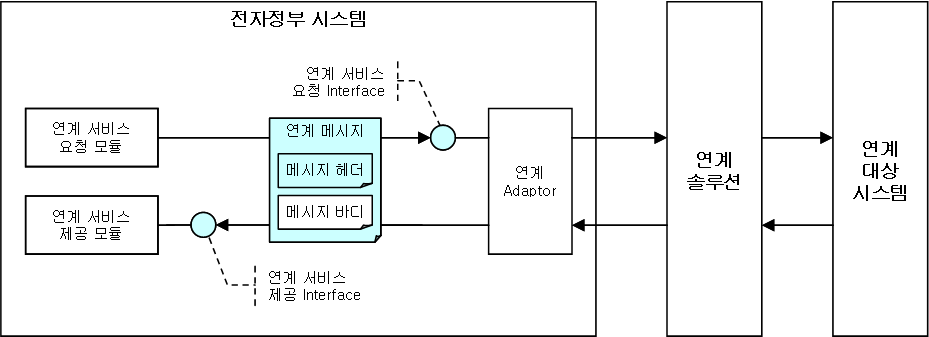 전자정부 시스템
연계 서비스
요청 Interface
연계 서비스
요청 모듈
연계 메시지
메시지 헤더
메시지 바디
연계 서비스
제공 모듈
연계 서비스
제공 Interface
연계
Adaptor
연계
솔루션
연계
대상
시스템